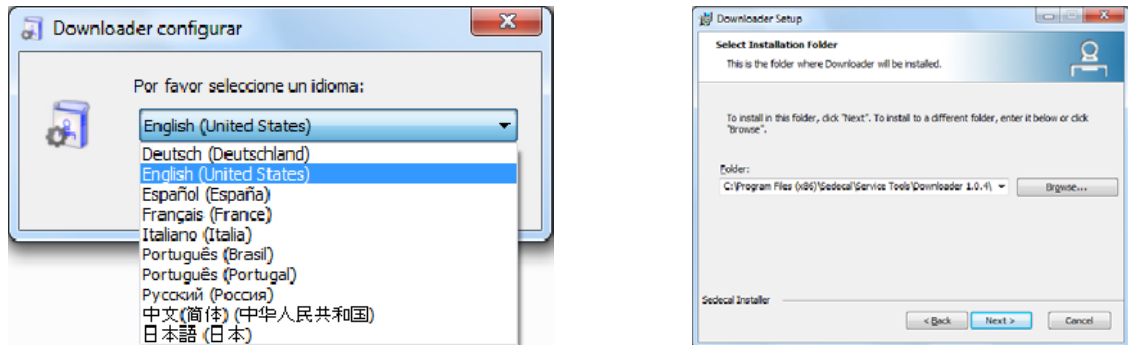 Downloader configurar
Por favor seleccione un idioma:
English (United States)
Deutsch (Deutschland)
English (United States)
Español (España)
Français (France)
Italiano (Italia)
Português (Brasil)
Português (Portugal)
Русский (Россия)
中文(简体) (中华人民共和国)
日本語 (日本)
Downloader Setup
Select Installation Folder
This is the folder where Downloader will be installed.
To install in this folder, click "Next". To install to a different folder, enter it below or click
"Browse".
Folder:
C:\Program Files (x86)\Sedecal\Service Tools\Downloader 1.0.4\
Browse...
Sedecal Installer
< Back
Next >
Cancel